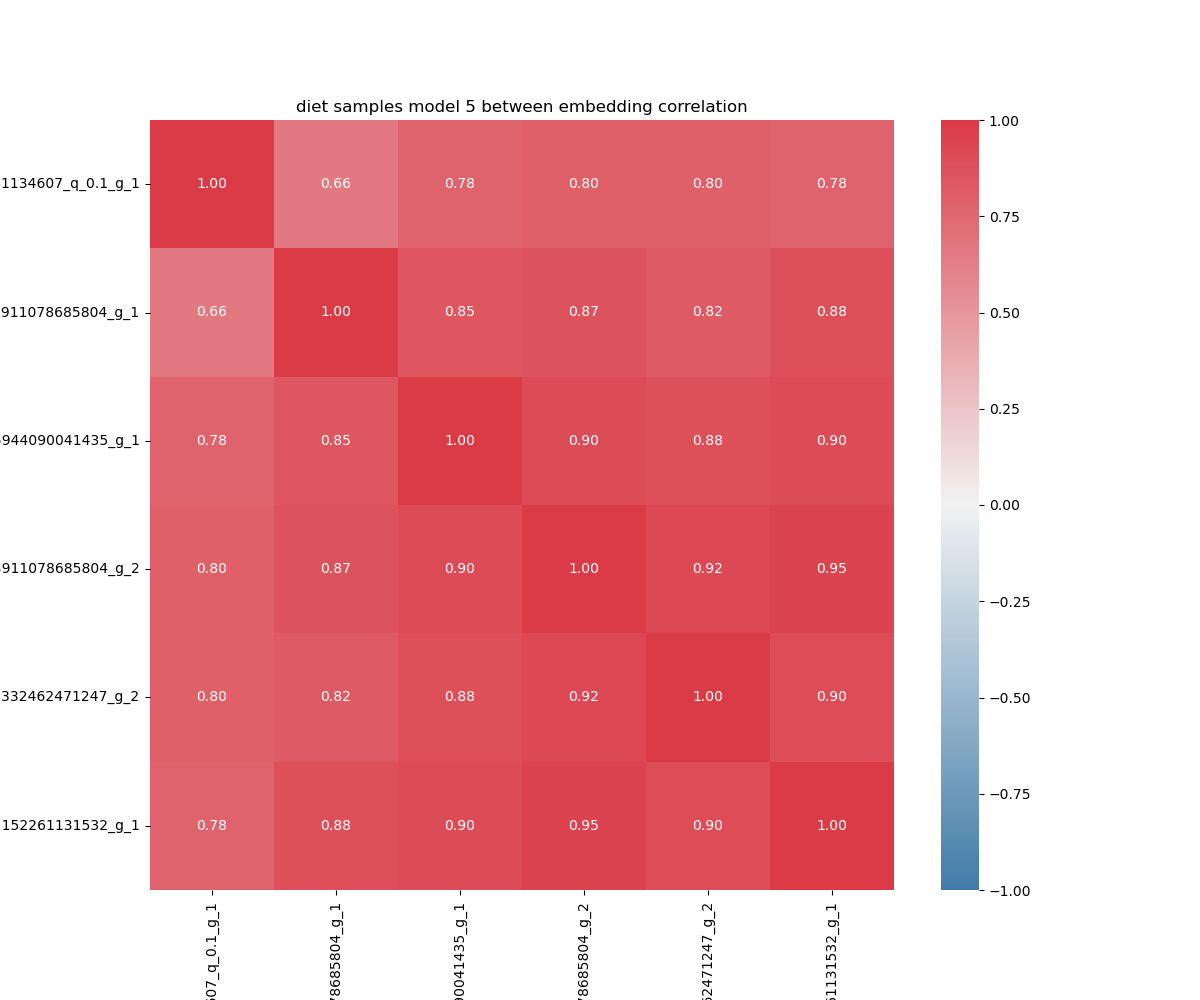 diet samples model 5 between embedding correlation
1134607_q_0.1_g_1
1.00 0.66 0.78 0.80 0.80 0.78
911078685804_g_1
0.66 1.00 0.85 0.87 0.82 0.88
944090041435_g_1
0.78 0.85 1.00 0.90 0.88 0.90
911078685804_g_2
0.80 0.87 0.90 1.00 0.92 0.95
332462471247_g_2
0.80 0.82 0.88 0.92 1.00 0.90
152261131532_g_1
0.78 0.88 0.90 0.95 0.90 1.00
607_q_0.1_g_1
78685804_g_1
90041435_g_1
78685804_g_2
62471247_g_2
61131532_g_1
1.00
0.75
0.50
0.25
0.00
−0.25
−0.50
−0.75
−1.00